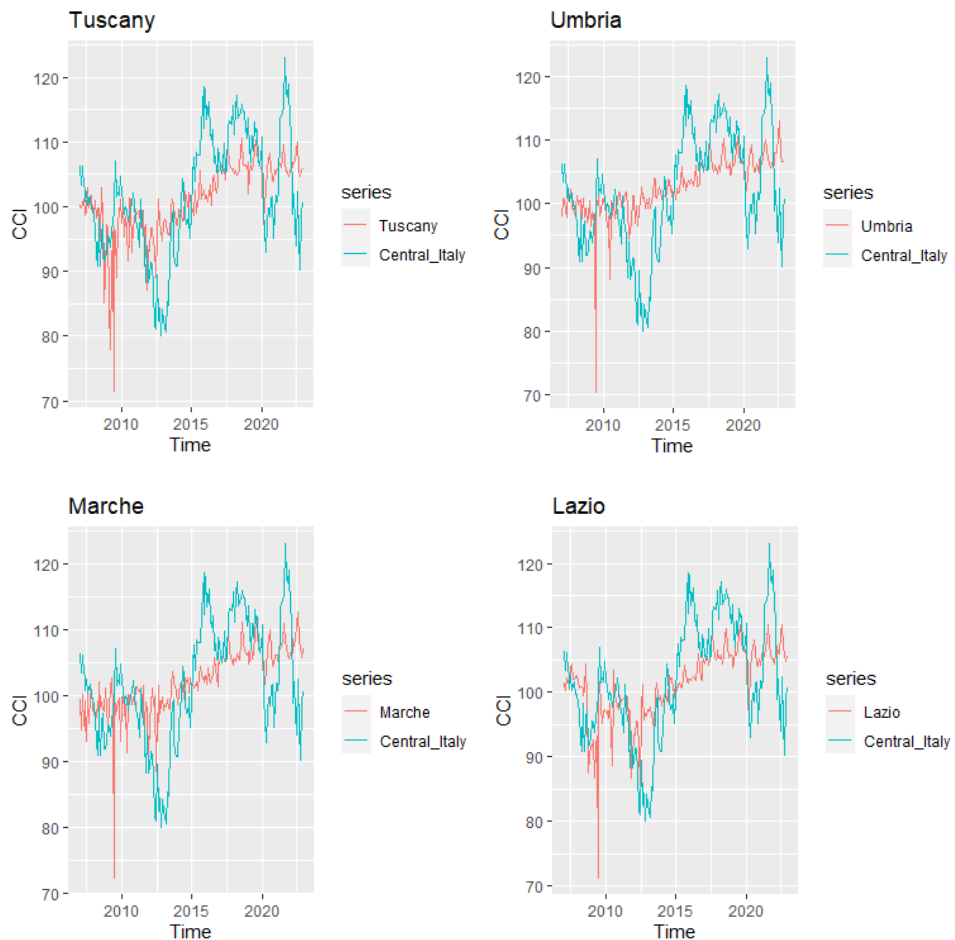 Tuscany
120
110
100
90
80
70
CCI
2010 2015 2020
Time
series
Tuscany
Central_Italy
Umbria
120
110
100
90
80
70
CCI
2010 2015 2020
Time
series
Umbria
Central_Italy
Marche
120
110
100
90
80
70
CCI
2010 2015 2020
Time
series
Marche
Central_Italy
Lazio
120
110
100
90
80
70
CCI
2010 2015 2020
Time
series
Lazio
Central_Italy